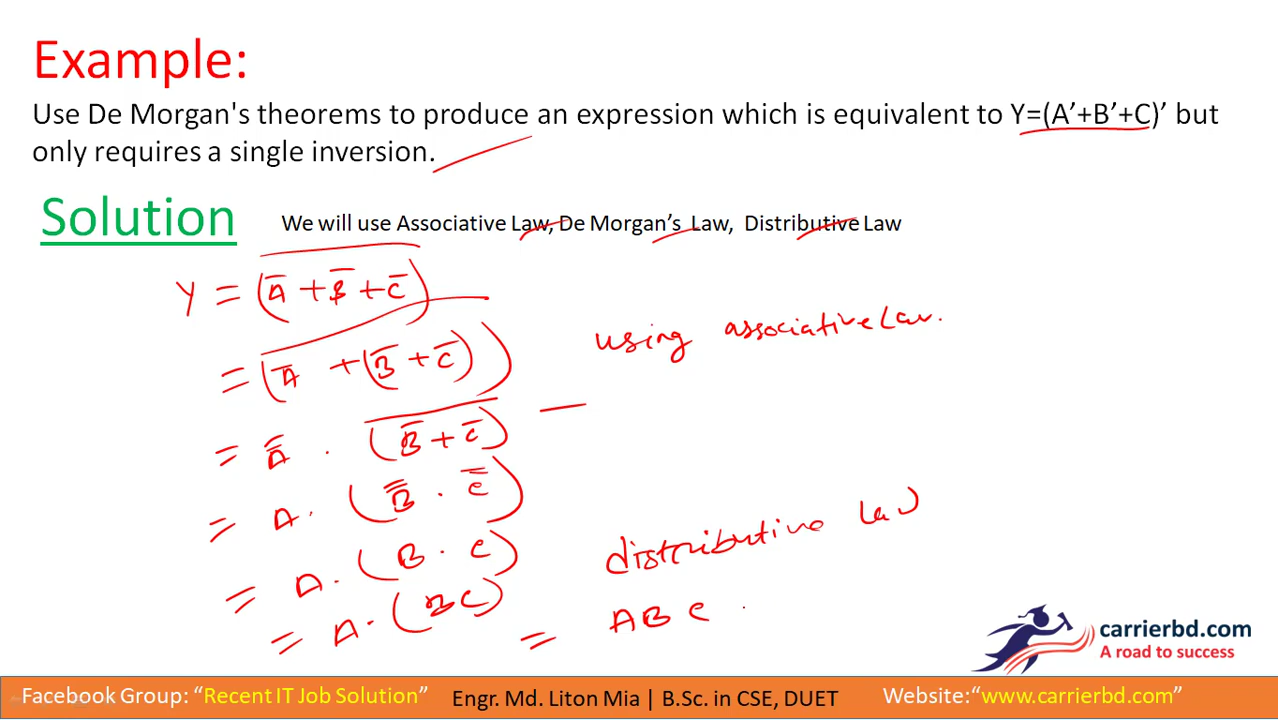 Example:
Use De Morgan's theorems to produce an expression which is equivalent to Y=(A’+B’+C)’ but
only requires a single inversion.
Solution
We will use Associative Law, De Morgan’s Law, Distributive Law
Y = \overline{(A̅ + B̅ + C̅)}
= \overline{(A̅ + (B̅ + C̅))} using associative Law.
= A̿ . \overline{(B̅ + C̅)} —
= A . (B̿ . C̿)
= A . (B . C) distributive law
= A . (BC) = ABC .
carrierbd.com
A road to success
Facebook Group: “Recent IT Job Solution” Engr. Md. Liton Mia | B.Sc. in CSE, DUET Website:“www.carrierbd.com”